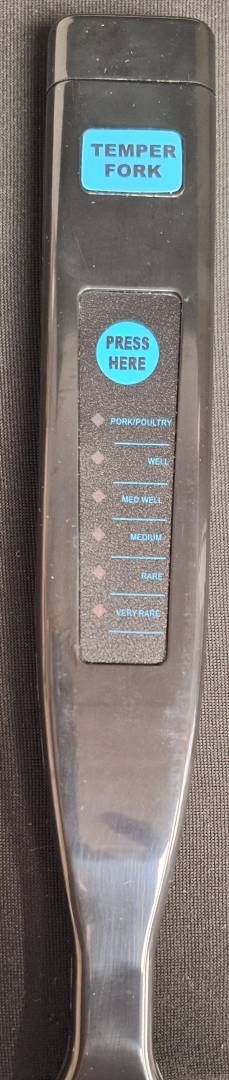 TEMPER
FORK
PRESS
HERE
PORK/POULTRY
WELL
MED.WELL
MEDIUM
RARE
VERY RARE